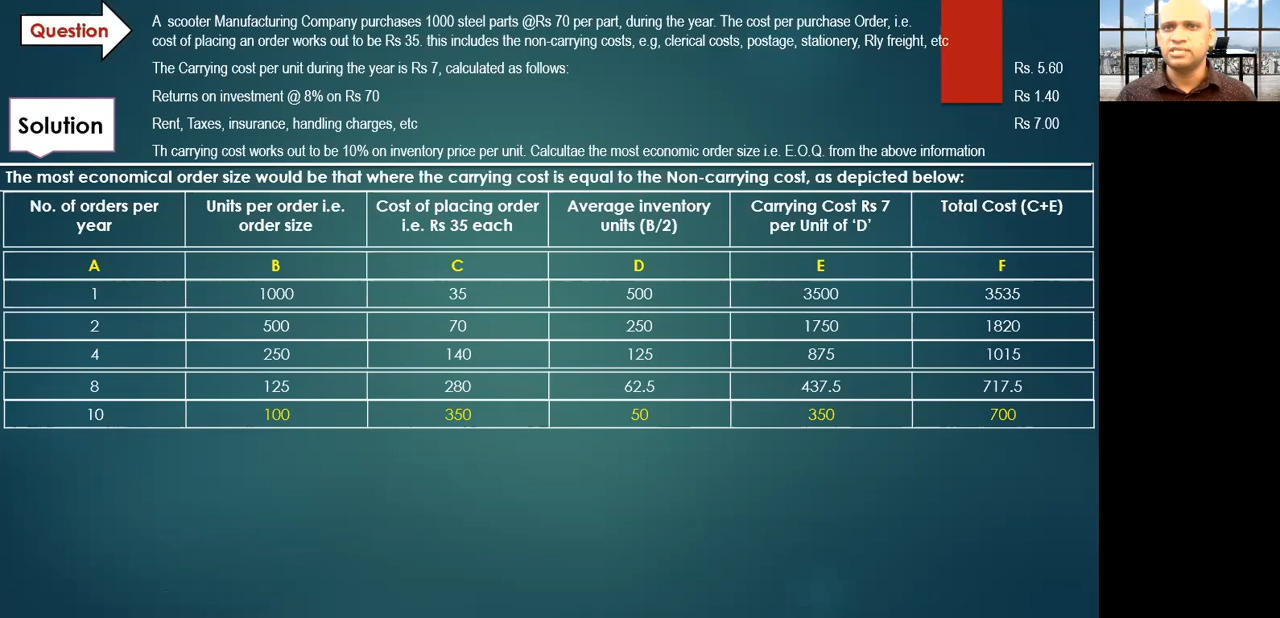 Question
A scooter Manufacturing Company purchases 1000 steel parts @Rs 70 per part, during the year. The cost per purchase Order, i.e.
cost of placing an order works out to be Rs 35. this includes the non-carrying costs, e.g, clerical costs, postage, stationery, Rly freight, etc
The Carrying cost per unit during the year is Rs 7, calculated as follows: Rs. 5.60
Returns on investment @ 8% on Rs 70 Rs 1.40
Solution
Rent, Taxes, insurance, handling charges, etc Rs 7.00
Th carrying cost works out to be 10% on inventory price per unit. Calcultae the most economic order size i.e. E.O.Q. from the above information
The most economical order size would be that where the carrying cost is equal to the Non-carrying cost, as depicted below:
No. of orders per year Units per order i.e. order size Cost of placing order i.e. Rs 35 each Average inventory units (B/2) Carrying Cost Rs 7 per Unit of ‘D’ Total Cost (C+E)
A B C D E F
1 1000 35 500 3500 3535
2 500 70 250 1750 1820
4 250 140 125 875 1015
8 125 280 62.5 437.5 717.5
10 100 350 50 350 700